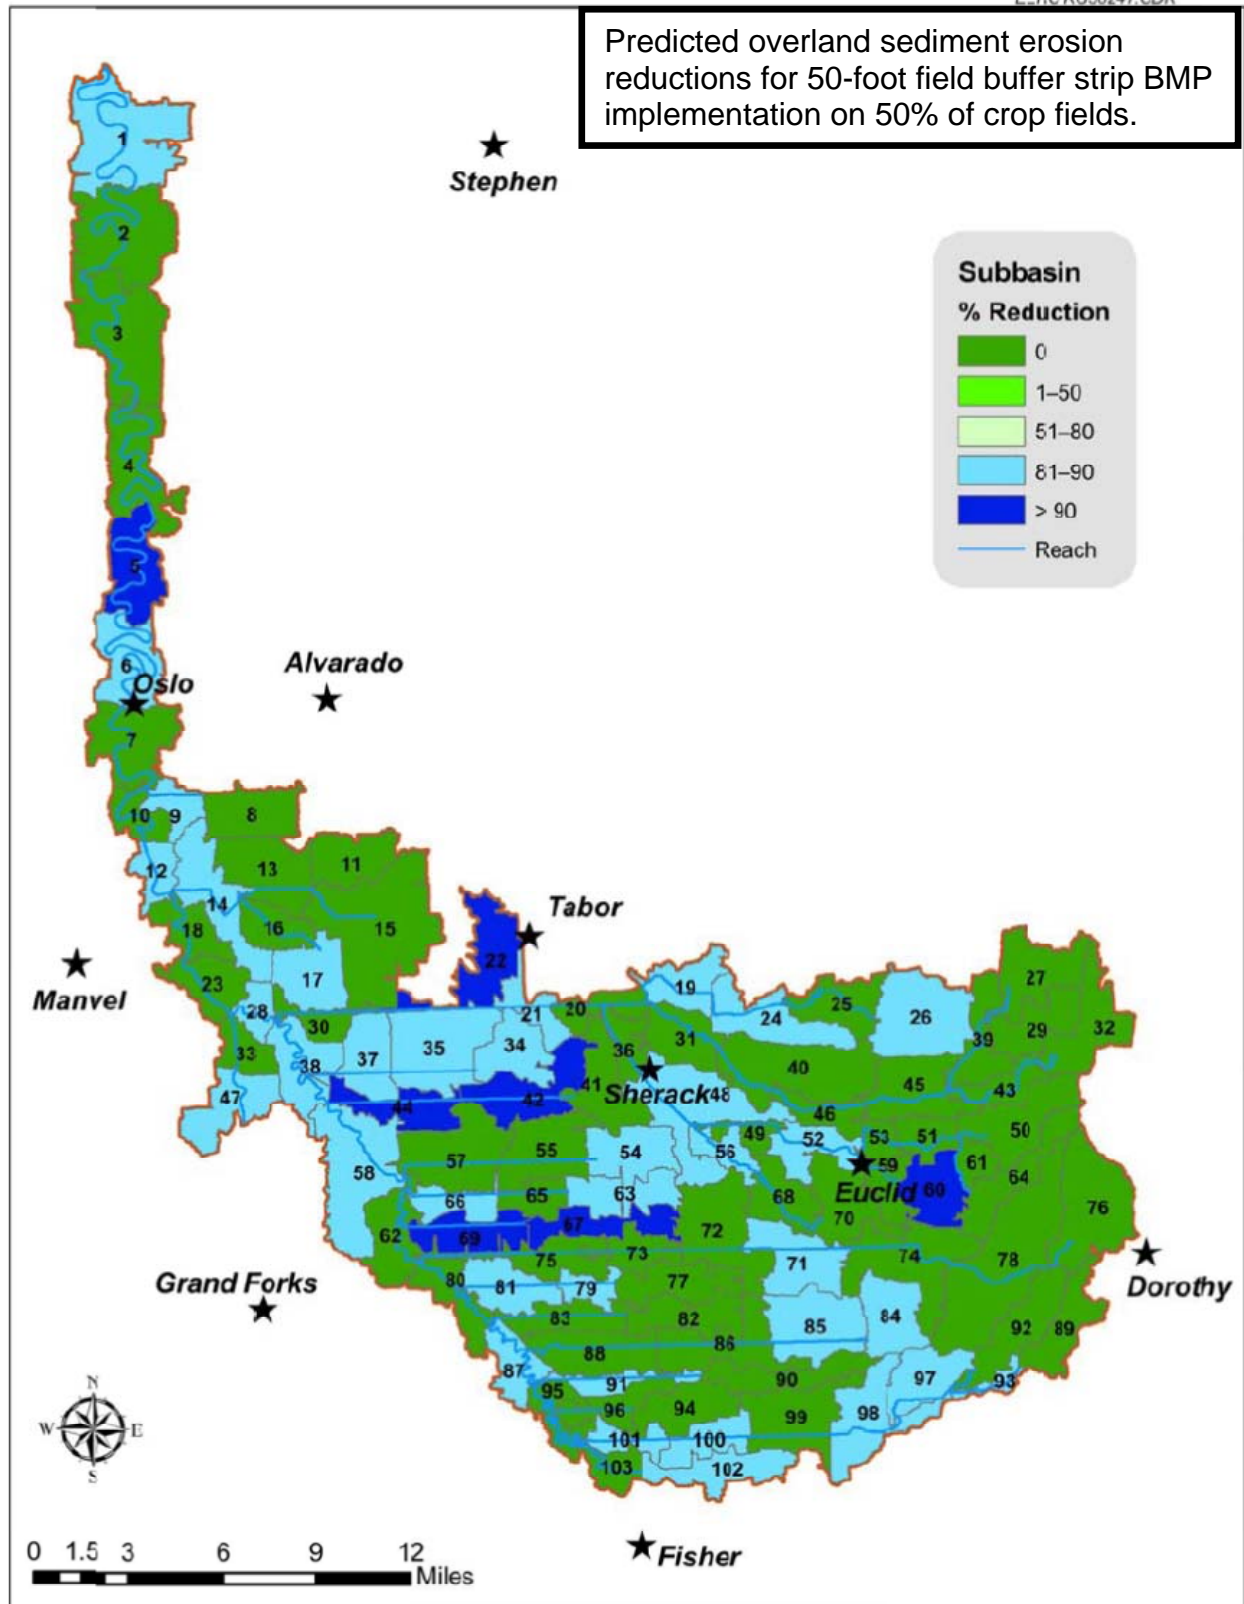 Predicted overland sediment erosion
reductions for 50-foot field buffer strip BMP
implementation on 50% of crop fields.
Stephen
Subbasin
% Reduction
0
1–50
51–80
81–90
> 90
Reach
1
2
3
4
5
6
Oslo
Alvarado
7
10 9 8
12 13 11
14
18 16 15
Tabor
Manvel
17 22
23
19
27
28 21 20 24 25 26
30 29 32
33 38 37 35 34 36 31 39
Sherack
47 44 42 41 48 40 45 43
46
49 52 53 51 50
58 57 55 54 56 59 61
Euclid
66 65 63 68 60 64
62 69 67 72 70 76
75 73 71 74 78
Dorothy
Grand Forks
80 81 79 77
83 82 85 84
88 86 92 89
87 91 90 97 93
95 96 94 99 98
101 100
103 102
N
W E
S
Fisher
0 1.5 3 6 9 12
Miles